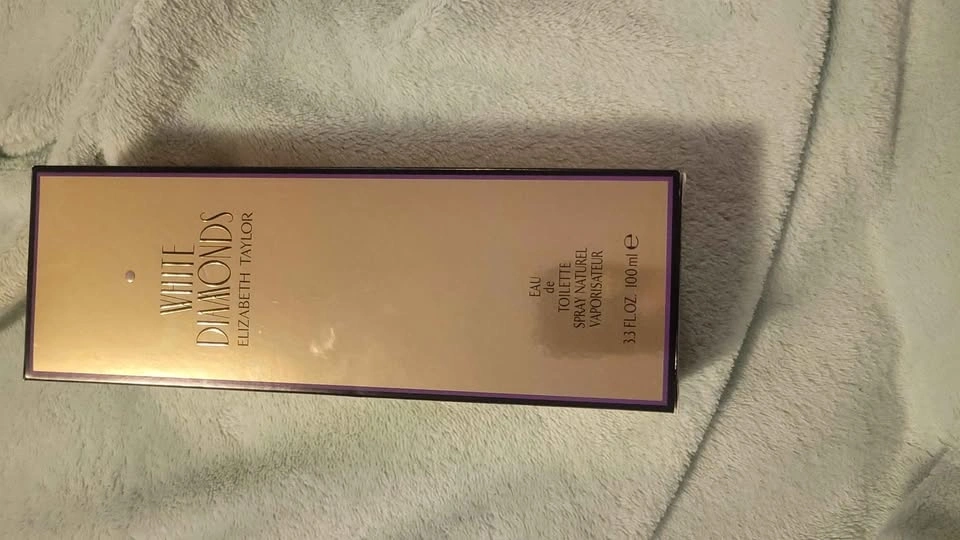 WHITE
DIAMONDS
ELIZABETH TAYLOR
EAU
de
TOILETTE
SPRAY NATUREL
VAPORISATEUR
3.3 FL.OZ. 100 ml ℮